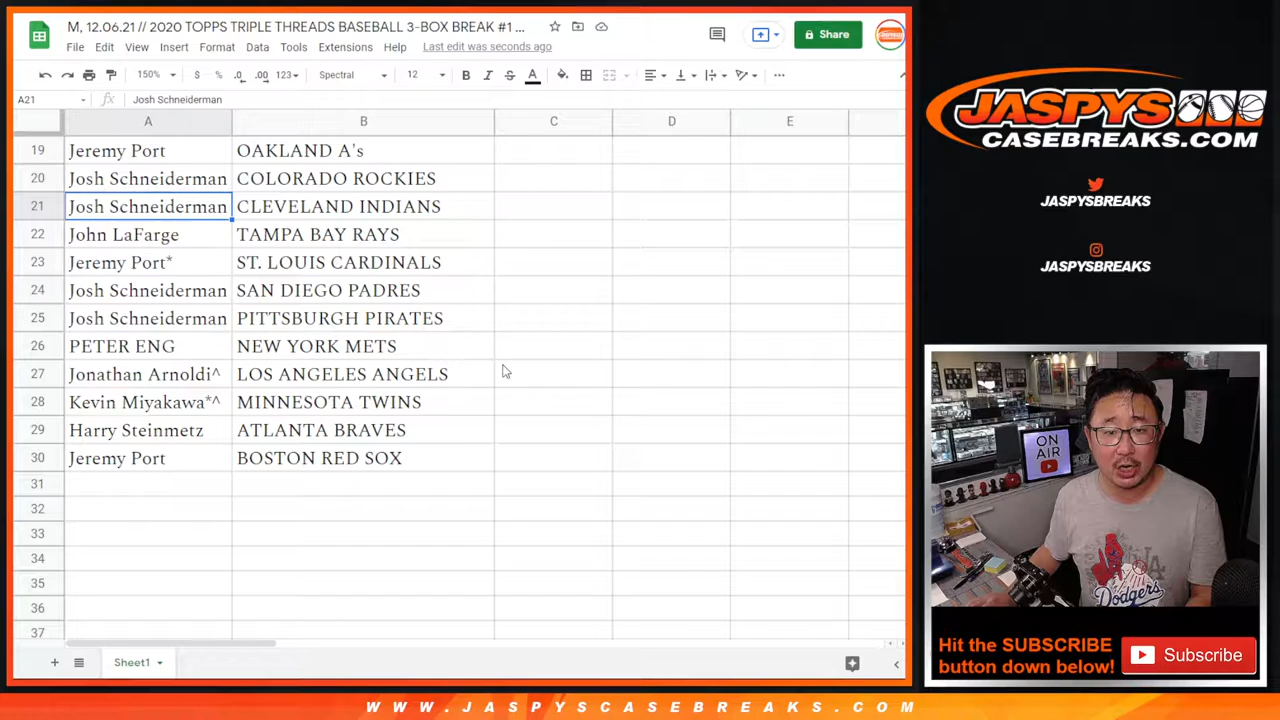 M, 12.06.21 // 2020 TOPPS TRIPLE THREADS BASEBALL 3-BOX BREAK #1 ...
File Edit View Insert Format Data Tools Extensions Help Last edit was seconds ago
Share
150% $ % .0 .00 123 Spectral 12 B I S A
A21 fx Josh Schneiderman
A B C D E
19 Jeremy Port OAKLAND A's
20 Josh Schneiderman COLORADO ROCKIES
21 Josh Schneiderman CLEVELAND INDIANS
22 John LaFarge TAMPA BAY RAYS
23 Jeremy Port* ST. LOUIS CARDINALS
24 Josh Schneiderman SAN DIEGO PADRES
25 Josh Schneiderman PITTSBURGH PIRATES
26 PETER ENG NEW YORK METS
27 Jonathan Arnoldi^ LOS ANGELES ANGELS
28 Kevin Miyakawa*^ MINNESOTA TWINS
29 Harry Steinmetz ATLANTA BRAVES
30 Jeremy Port BOSTON RED SOX
31
32
33
34
35
36
37
Sheet1
JASPYS
CASEBREAKS.COM
JASPYSBREAKS
JASPYSBREAKS
ON
AIR
Dodgers
Hit the SUBSCRIBE
button down below!
Subscribe
WWW.JASPYSCASEBREAKS.COM